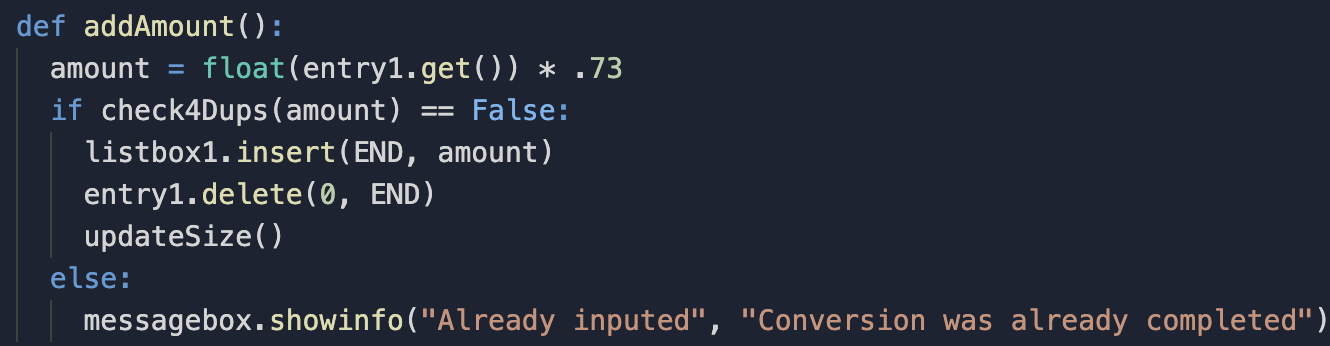 def addAmount():
  amount = float(entry1.get()) * .73
  if check4Dups(amount) == False:
    listbox1.insert(END, amount)
    entry1.delete(0, END)
    updateSize()
  else:
    messagebox.showinfo("Already inputed", "Conversion was already completed")